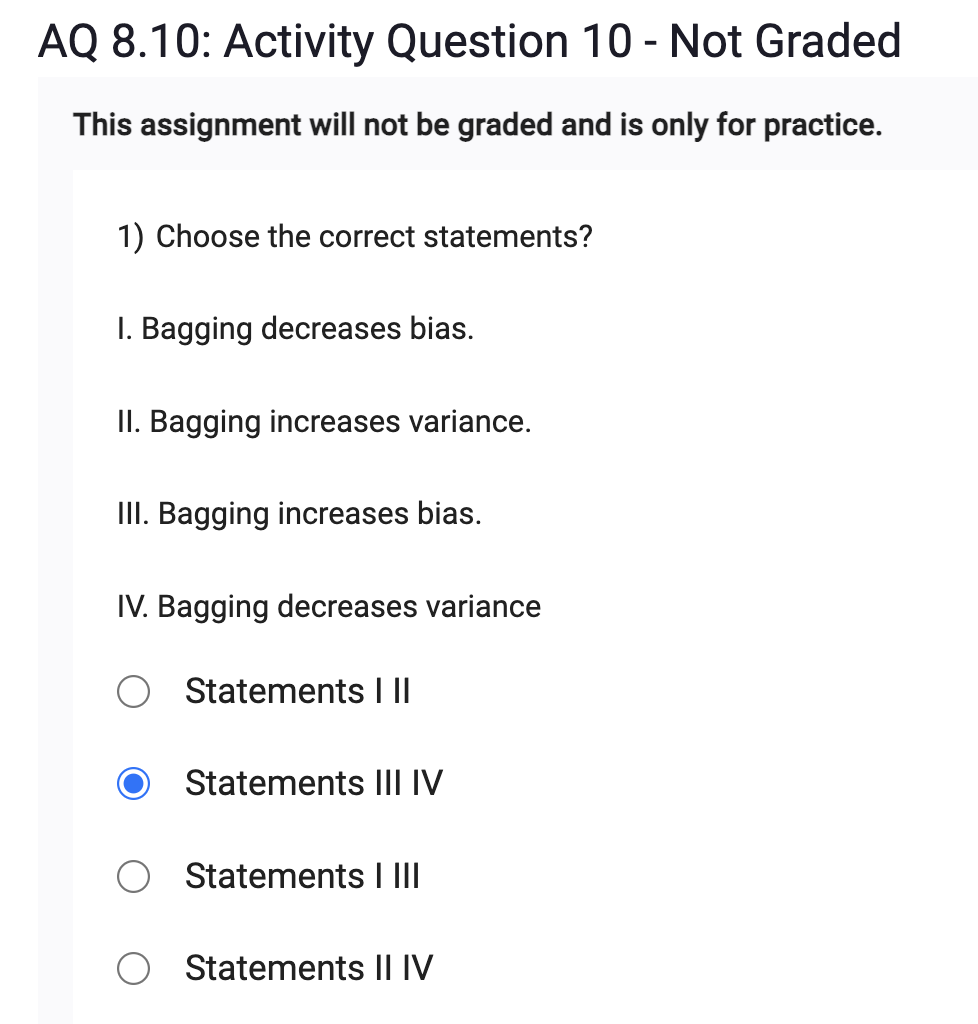 AQ 8.10: Activity Question 10 - Not Graded
This assignment will not be graded and is only for practice.
1) Choose the correct statements?
I. Bagging decreases bias.
II. Bagging increases variance.
III. Bagging increases bias.
IV. Bagging decreases variance
Statements I II
Statements III IV
Statements I III
Statements II IV